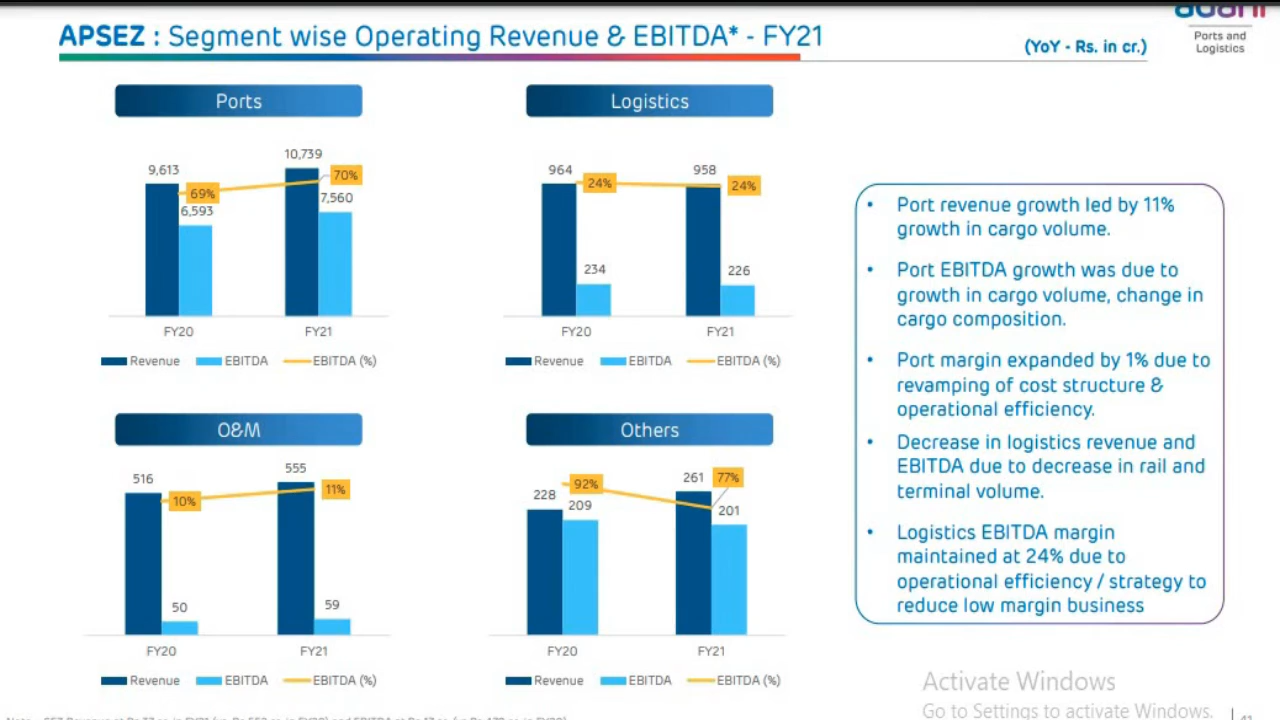 adani
Ports and
Logistics
APSEZ : Segment wise Operating Revenue & EBITDA* - FY21
(YoY - Rs. in cr.)
Ports
9,613
69%
6,593
10,739
70%
7,560
FY20
FY21
Revenue
EBITDA
EBITDA (%)
Logistics
964
24%
234
958
24%
226
FY20
FY21
Revenue
EBITDA
EBITDA (%)
O&M
516
10%
50
555
11%
59
FY20
FY21
Revenue
EBITDA
EBITDA (%)
Others
228
92%
209
261
77%
201
FY20
FY21
Revenue
EBITDA
EBITDA (%)
• Port revenue growth led by 11%
growth in cargo volume.
• Port EBITDA growth was due to
growth in cargo volume, change in
cargo composition.
• Port margin expanded by 1% due to
revamping of cost structure &
operational efficiency.
• Decrease in logistics revenue and
EBITDA due to decrease in rail and
terminal volume.
• Logistics EBITDA margin
maintained at 24% due to
operational efficiency / strategy to
reduce low margin business
Activate Windows
Go to Settings to activate Windows.